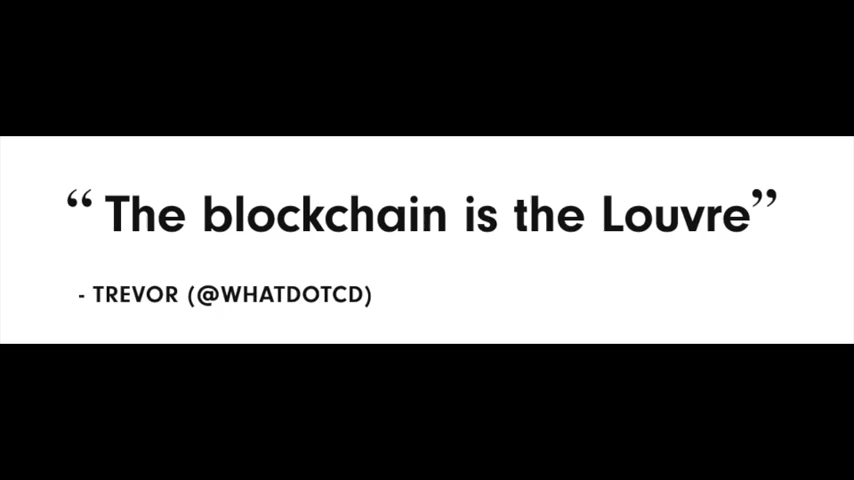 “ The blockchain is the Louvre”
- TREVOR (@WHATDOTCD)